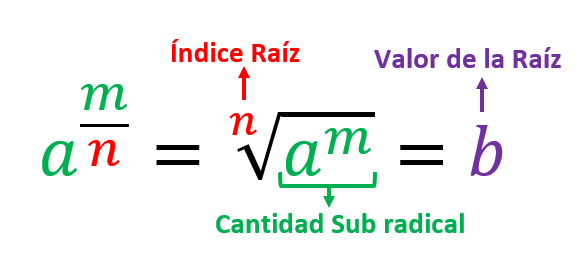 Índice Raíz
Valor de la Raíz
a^(m/n) = ⁿ√(a^m) = b
Cantidad Sub radical